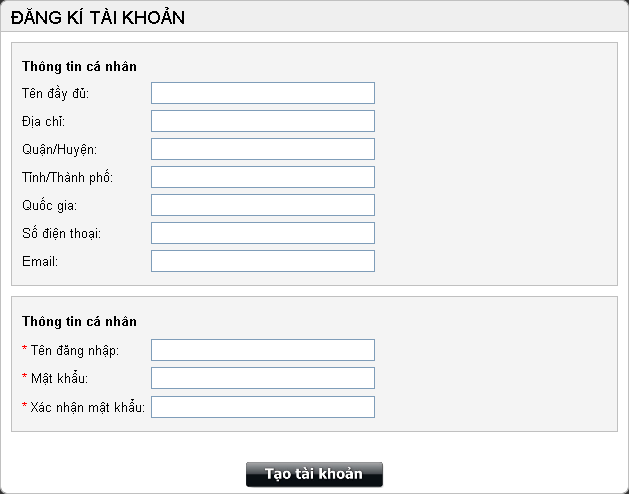 ĐĂNG KÍ TÀI KHOẢN
Thông tin cá nhân
Tên đầy đủ:
Địa chỉ:
Quận/Huyện:
Tỉnh/Thành phố:
Quốc gia:
Số điện thoại:
Email:
Thông tin cá nhân
* Tên đăng nhập:
* Mật khẩu:
* Xác nhận mật khẩu:
Tạo tài khoản